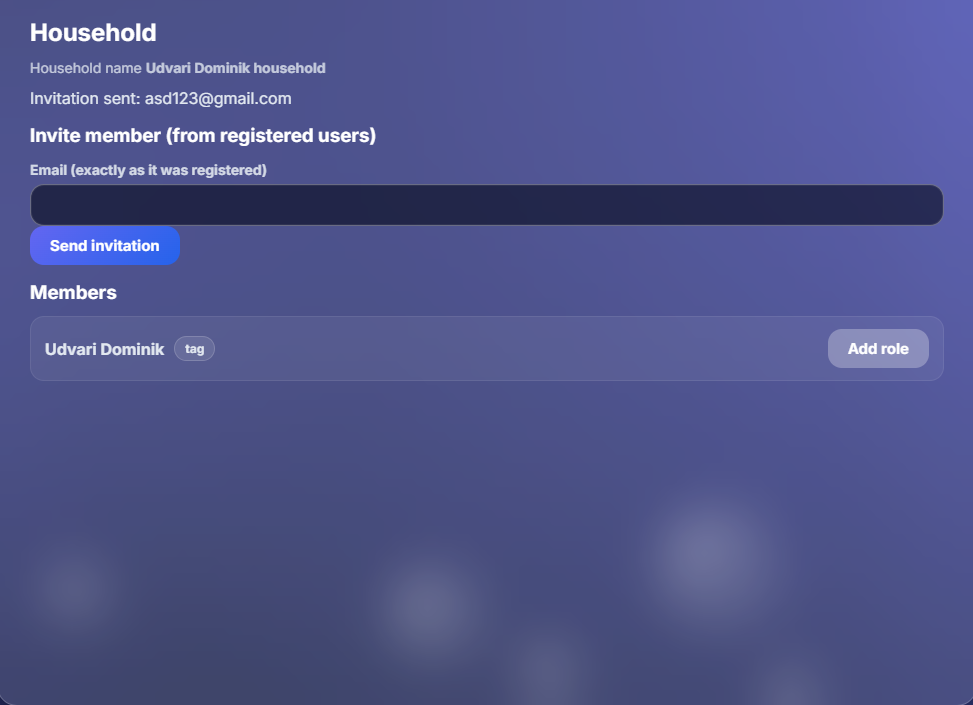 Household
Household name Udvari Dominik household
Invitation sent: asd123@gmail.com
Invite member (from registered users)
Email (exactly as it was registered)
Send invitation
Members
Udvari Dominik tag Add role